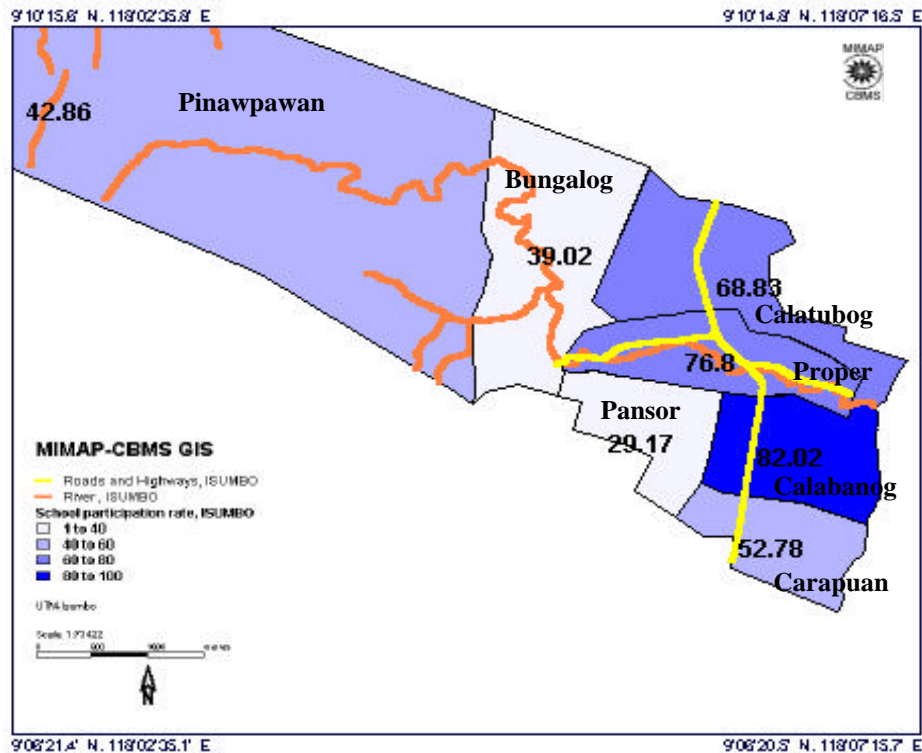 9°10'15.6" N, 118°02'35.8" E
9°10'14.8" N, 118°07'16.5" E
MIMAP
CBMS
Pinawpawan
42.86
Bungalog
39.02
68.83
Calatubog
76.8
Proper
Pansor
29.17
82.02
Calabanog
52.78
Carapuan
MIMAP-CBMS GIS
Roads and Highways, ISUMBO
River, ISUMBO
School participation rate, ISUMBO
1 to 40
40 to 60
60 to 80
80 to 100
N
9°06'21.4" N, 118°02'35.1" E
9°06'20.5" N, 118°07'15.7" E